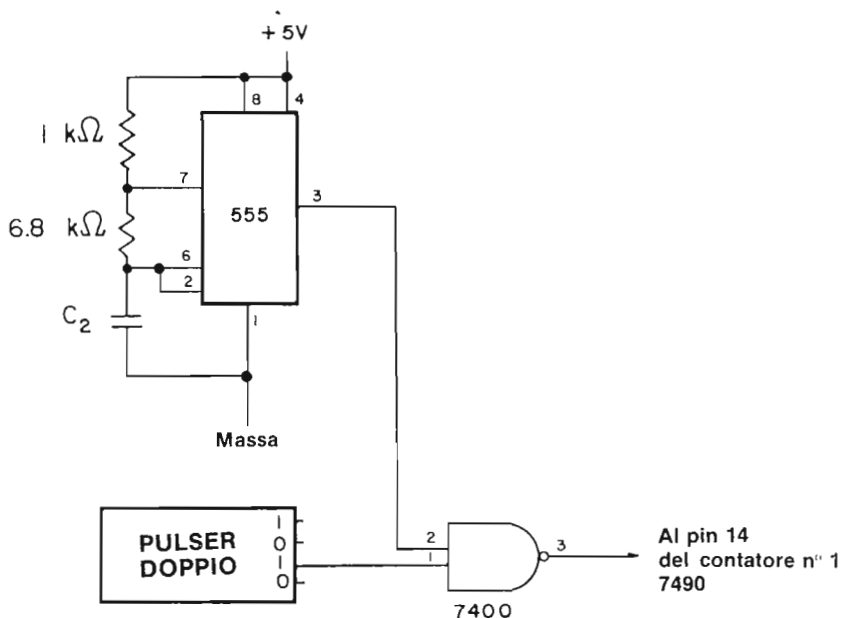 +5V
8
4
1 kΩ
7
3
555
6.8 kΩ
6
2
C2
1
Massa
PULSER
DOPPIO
1
0
1
0
2
1
3
7400
Al pin 14
del contatore n° 1
7490